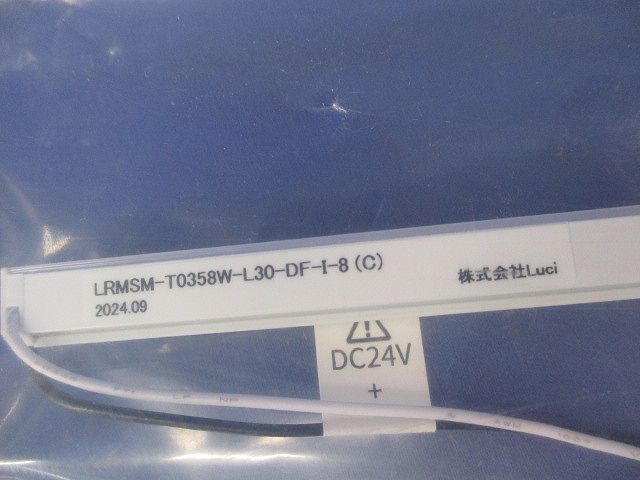 LRMSM-T0358W-L30-DF-I-8(C)
2024.09
株式会社Luci
DC24V
+